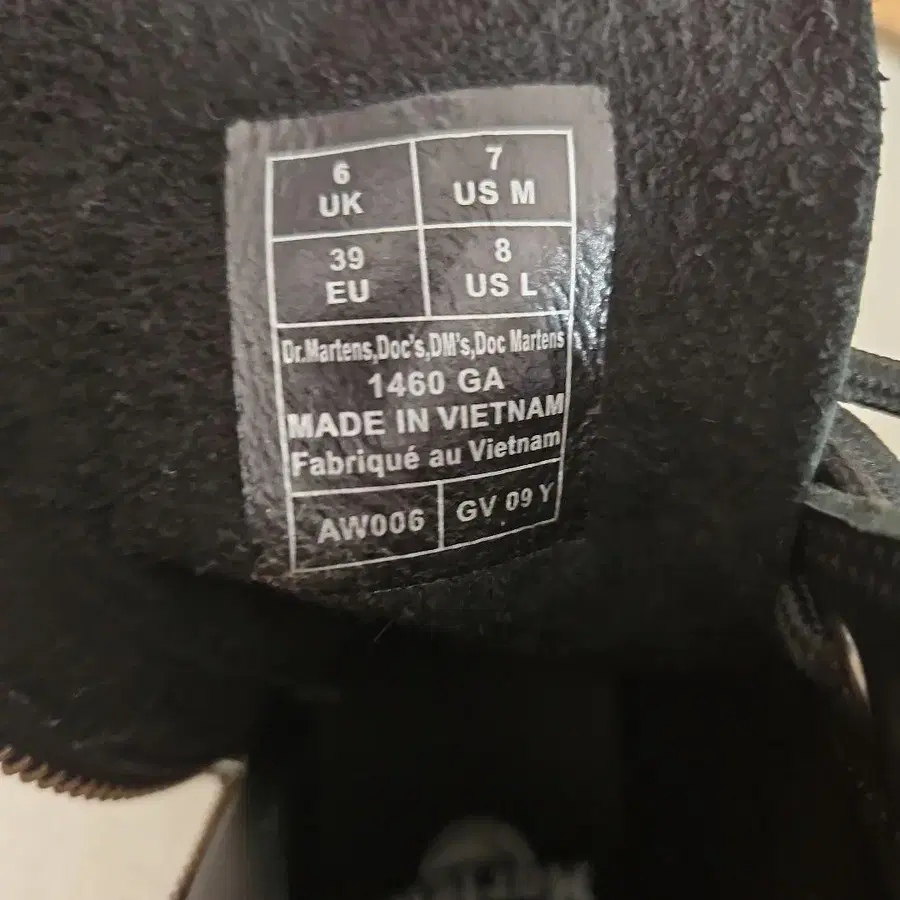 6
UK
7
US M
39
EU
8
US L
Dr.Martens,Doc's,DM's,Doc Martens
1460 GA
MADE IN VIETNAM
Fabriqué au Vietnam
AW006
GV 09 Y